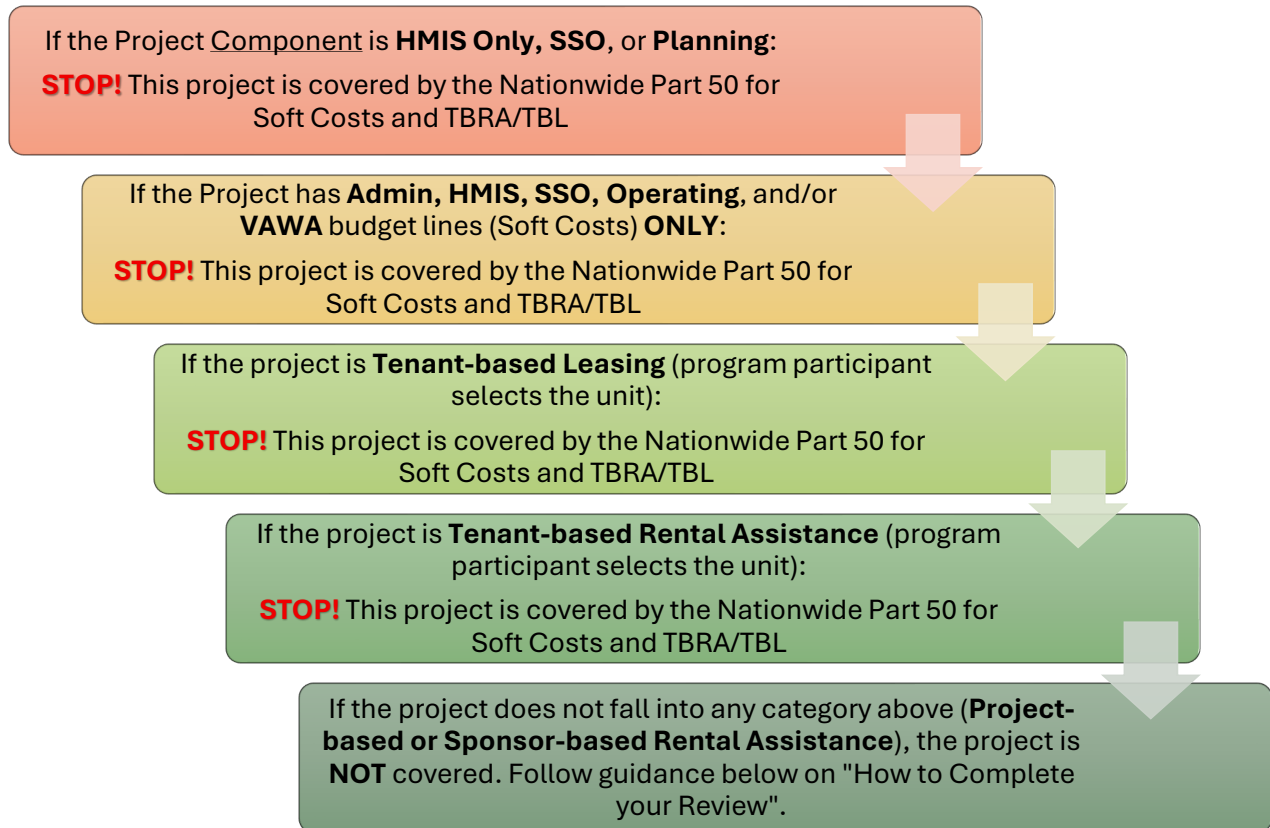 If the Project Component is HMIS Only, SSO, or Planning:
STOP! This project is covered by the Nationwide Part 50 for
Soft Costs and TBRA/TBL
If the Project has Admin, HMIS, SSO, Operating, and/or
VAWA budget lines (Soft Costs) ONLY:
STOP! This project is covered by the Nationwide Part 50 for
Soft Costs and TBRA/TBL
If the project is Tenant-based Leasing (program participant
selects the unit):
STOP! This project is covered by the Nationwide Part 50 for
Soft Costs and TBRA/TBL
If the project is Tenant-based Rental Assistance (program
participant selects the unit):
STOP! This project is covered by the Nationwide Part 50 for
Soft Costs and TBRA/TBL
If the project does not fall into any category above (Project-
based or Sponsor-based Rental Assistance), the project is
NOT covered. Follow guidance below on "How to Complete
your Review".